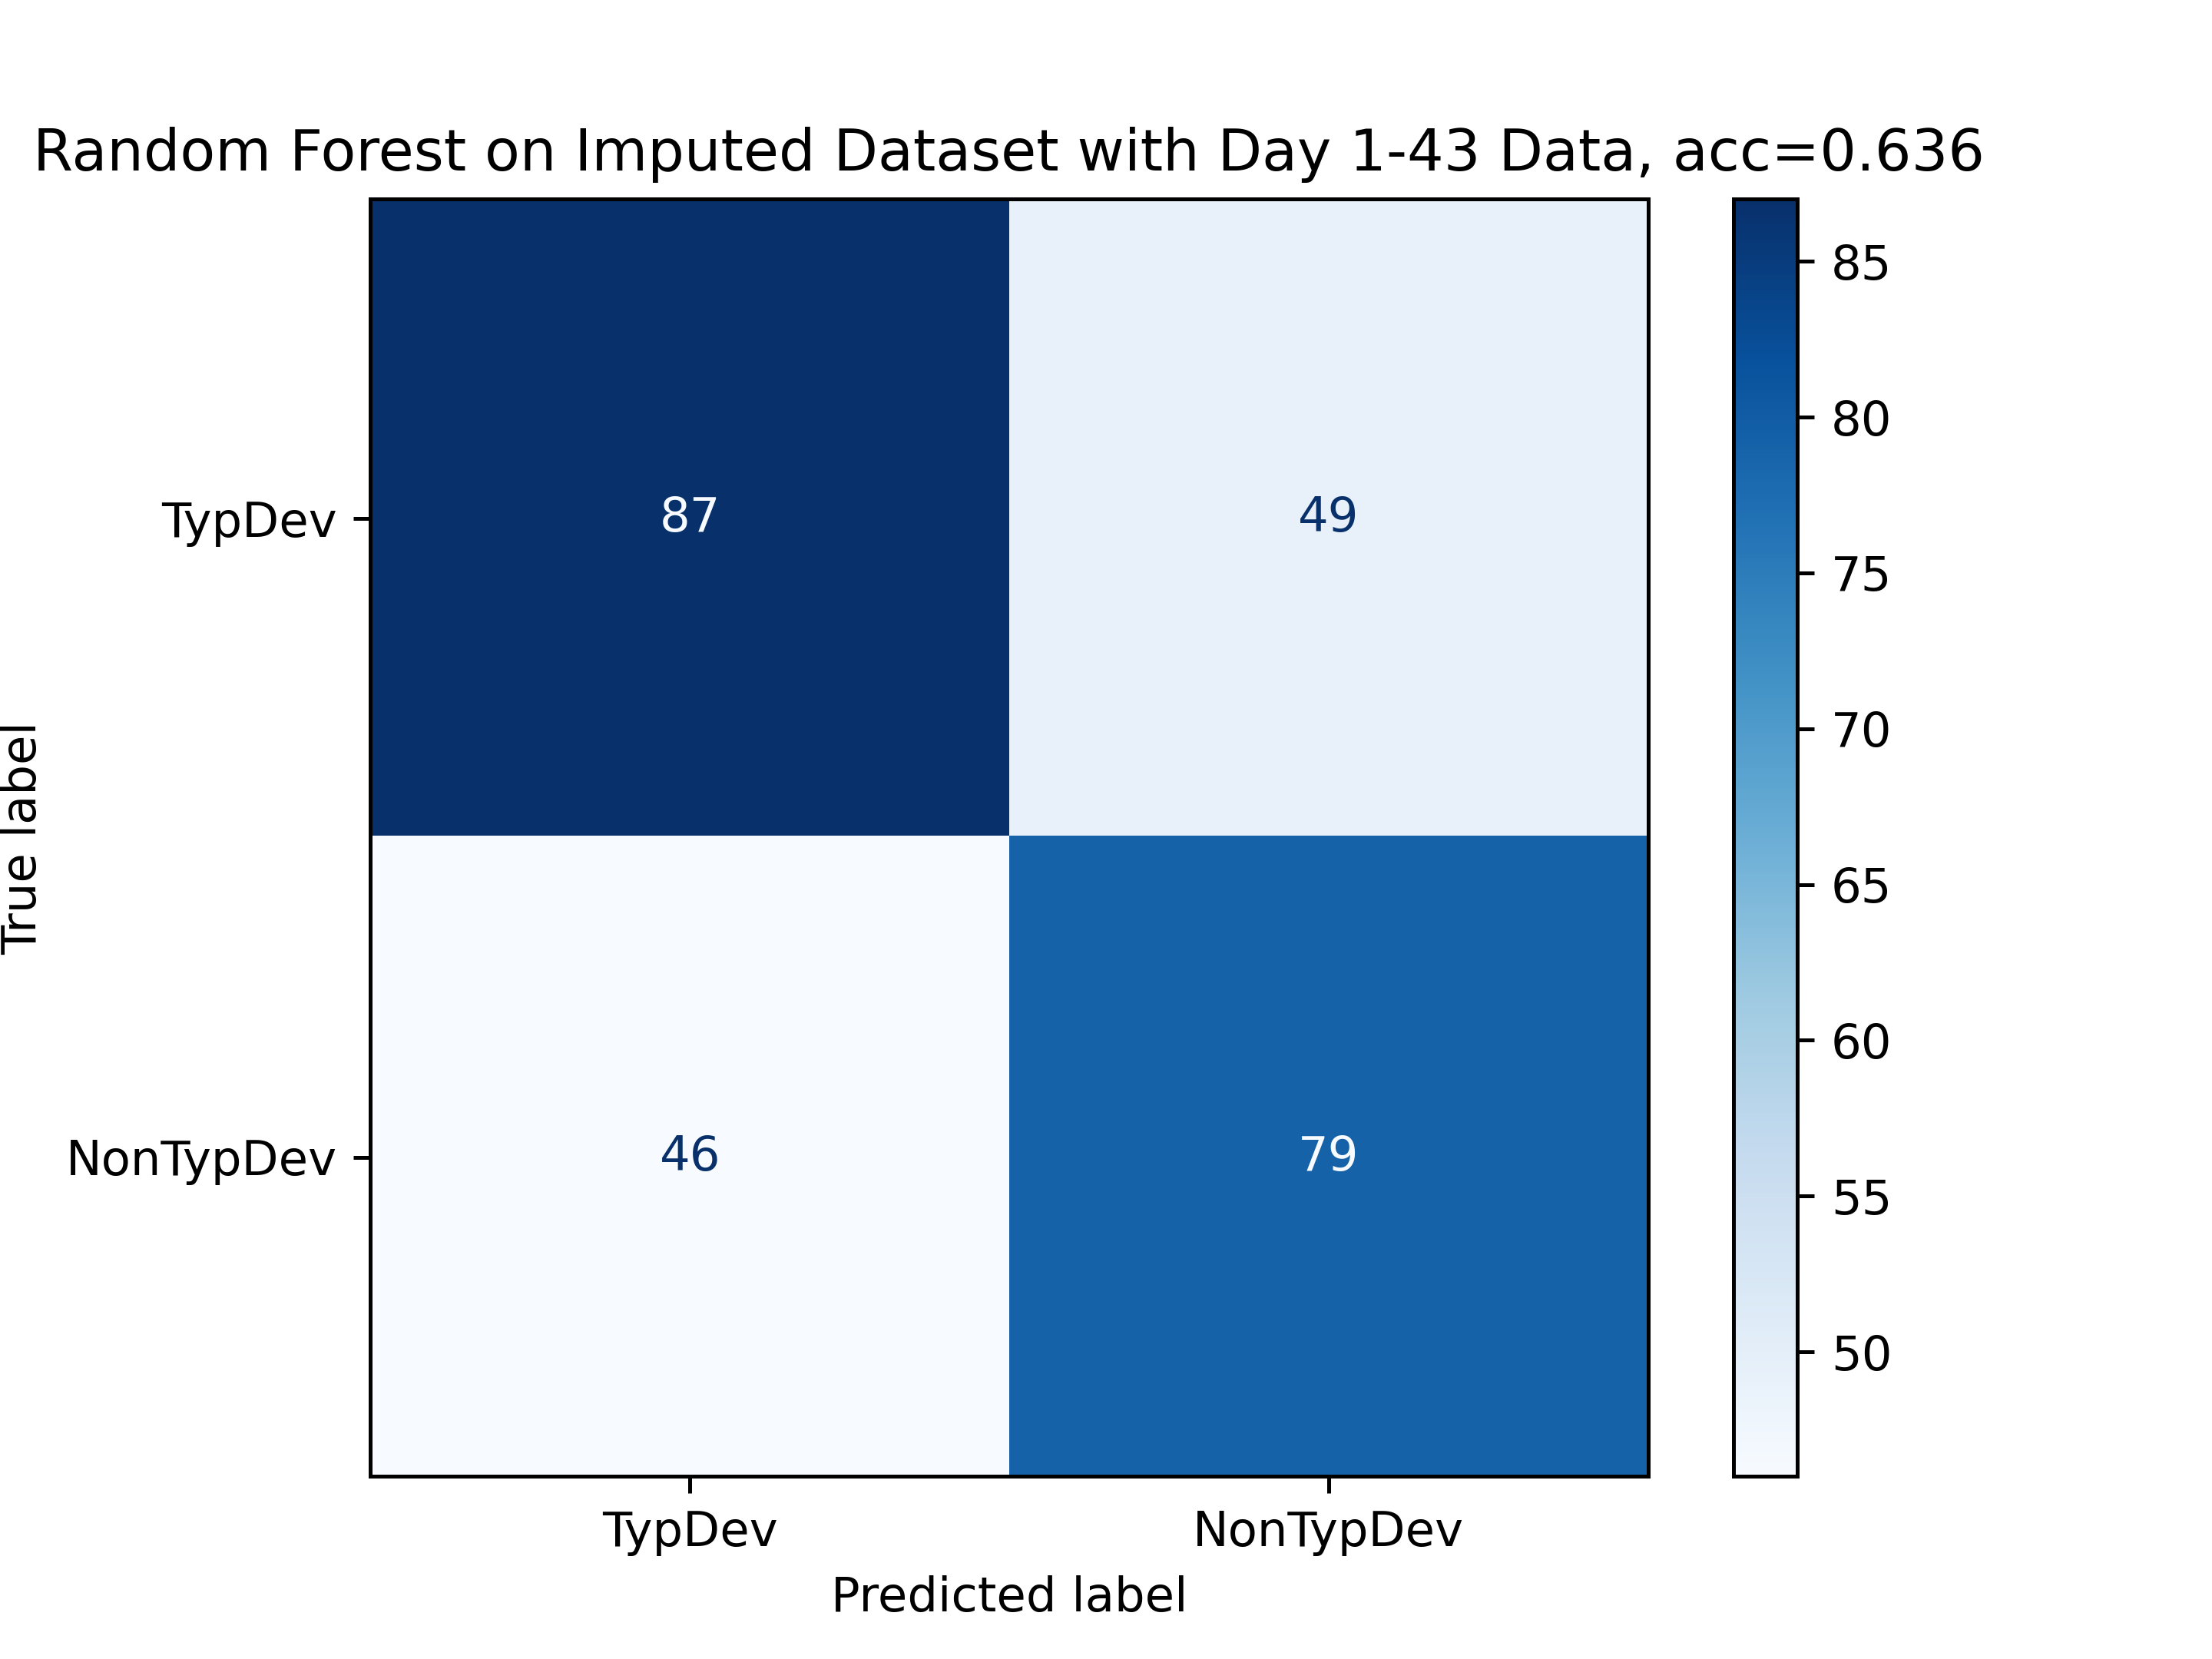 Random Forest on Imputed Dataset with Day 1-43 Data, acc=0.636
True label
TypDev
87
49
NonTypDev
46
79
TypDev
NonTypDev
Predicted label
85
80
75
70
65
60
55
50